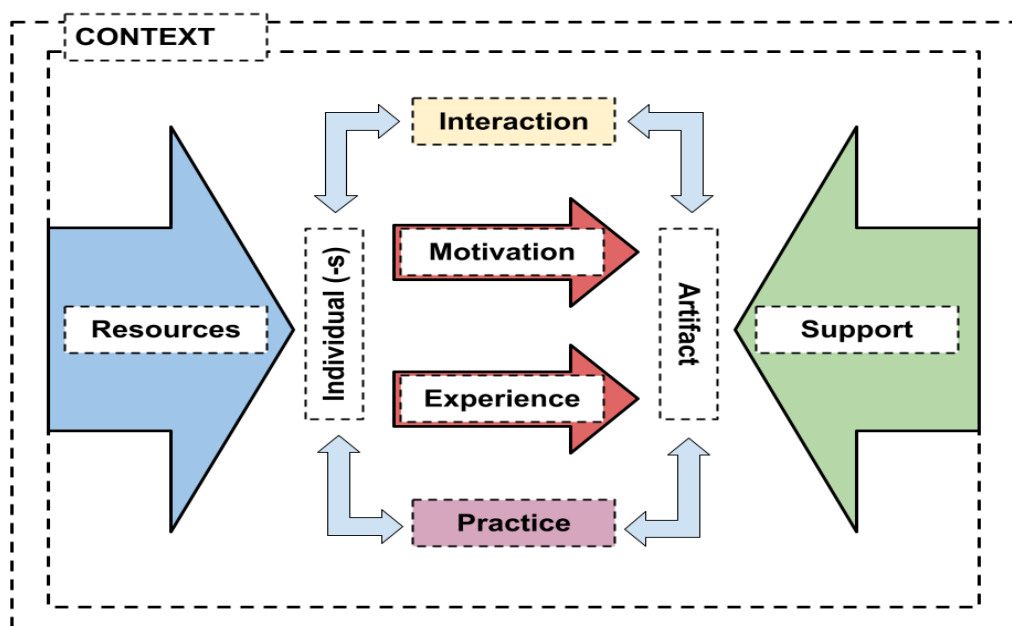 CONTEXT
Interaction
Motivation
Individual (-s)
Artifact
Resources
Support
Experience
Practice